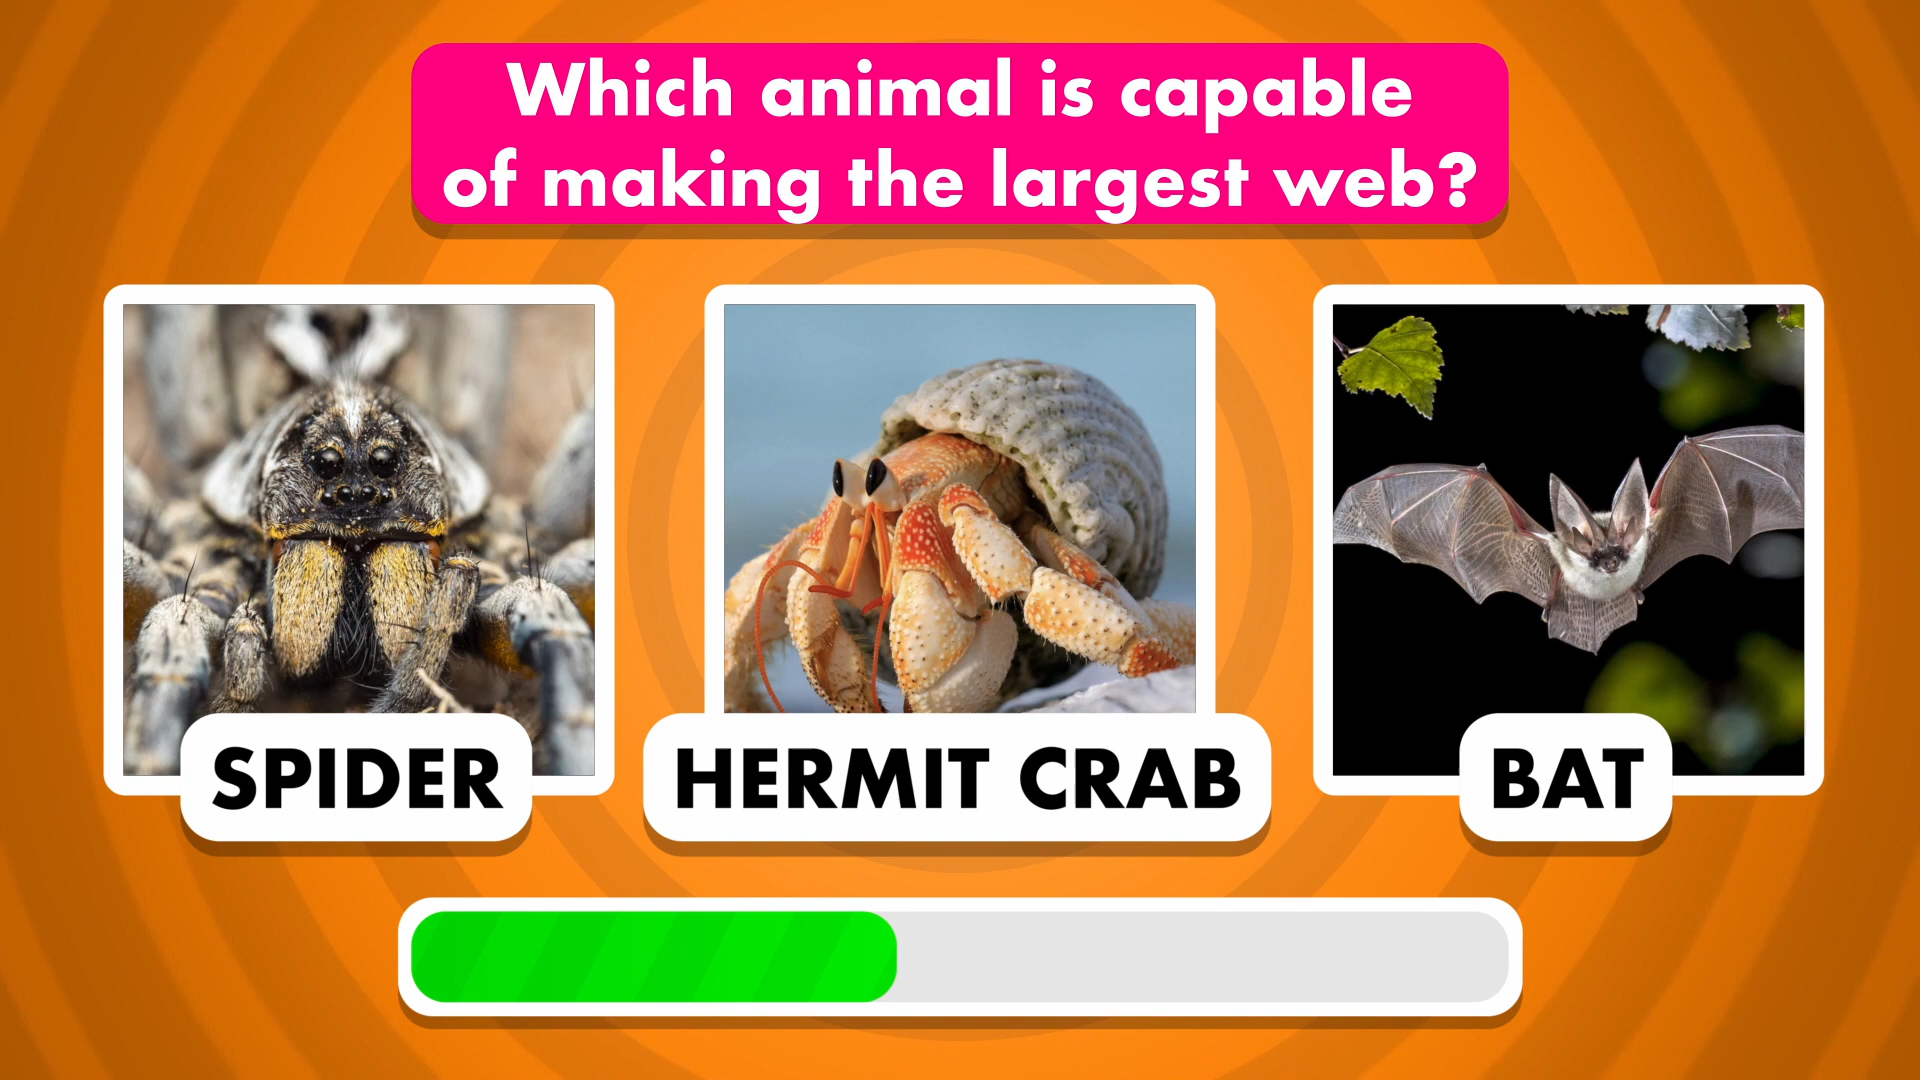 Which animal is capable
of making the largest web?
SPIDER
HERMIT CRAB
BAT